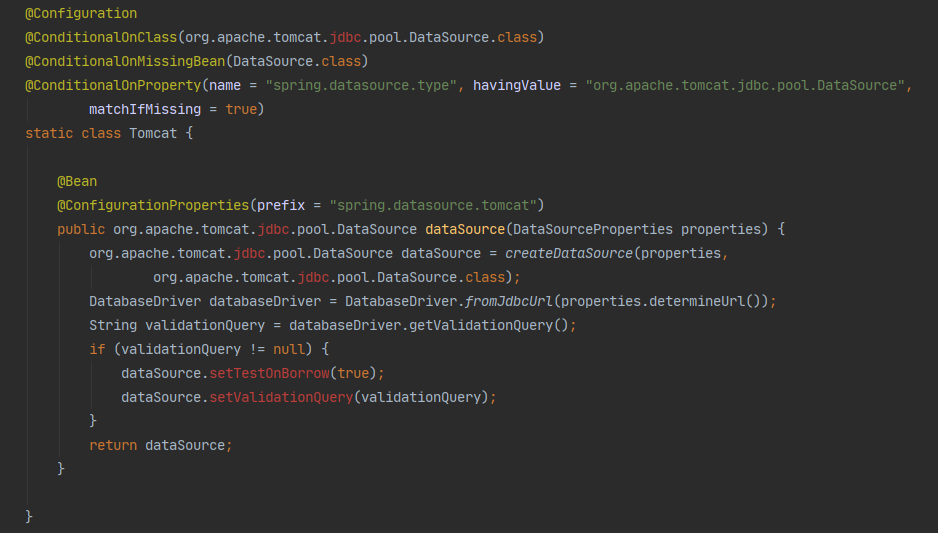 @Configuration
@ConditionalOnClass(org.apache.tomcat.jdbc.pool.DataSource.class)
@ConditionalOnMissingBean(DataSource.class)
@ConditionalOnProperty(name = "spring.datasource.type", havingValue = "org.apache.tomcat.jdbc.pool.DataSource",
        matchIfMissing = true)
static class Tomcat {

    @Bean
    @ConfigurationProperties(prefix = "spring.datasource.tomcat")
    public org.apache.tomcat.jdbc.pool.DataSource dataSource(DataSourceProperties properties) {
        org.apache.tomcat.jdbc.pool.DataSource dataSource = createDataSource(properties,
                org.apache.tomcat.jdbc.pool.DataSource.class);
        DatabaseDriver databaseDriver = DatabaseDriver.fromJdbcUrl(properties.determineUrl());
        String validationQuery = databaseDriver.getValidationQuery();
        if (validationQuery != null) {
            dataSource.setTestOnBorrow(true);
            dataSource.setValidationQuery(validationQuery);
        }
        return dataSource;
    }

}